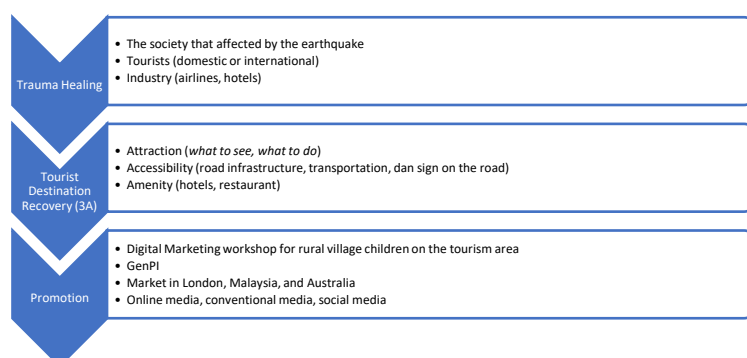 Trauma Healing
• The society that affected by the earthquake
• Tourists (domestic or international)
• Industry (airlines, hotels)
Tourist
Destination
Recovery (3A)
• Attraction (what to see, what to do)
• Accessibility (road infrastructure, transportation, dan sign on the road)
• Amenity (hotels, restaurant)
Promotion
• Digital Marketing workshop for rural village children on the tourism area
• GenPI
• Market in London, Malaysia, and Australia
• Online media, conventional media, social media